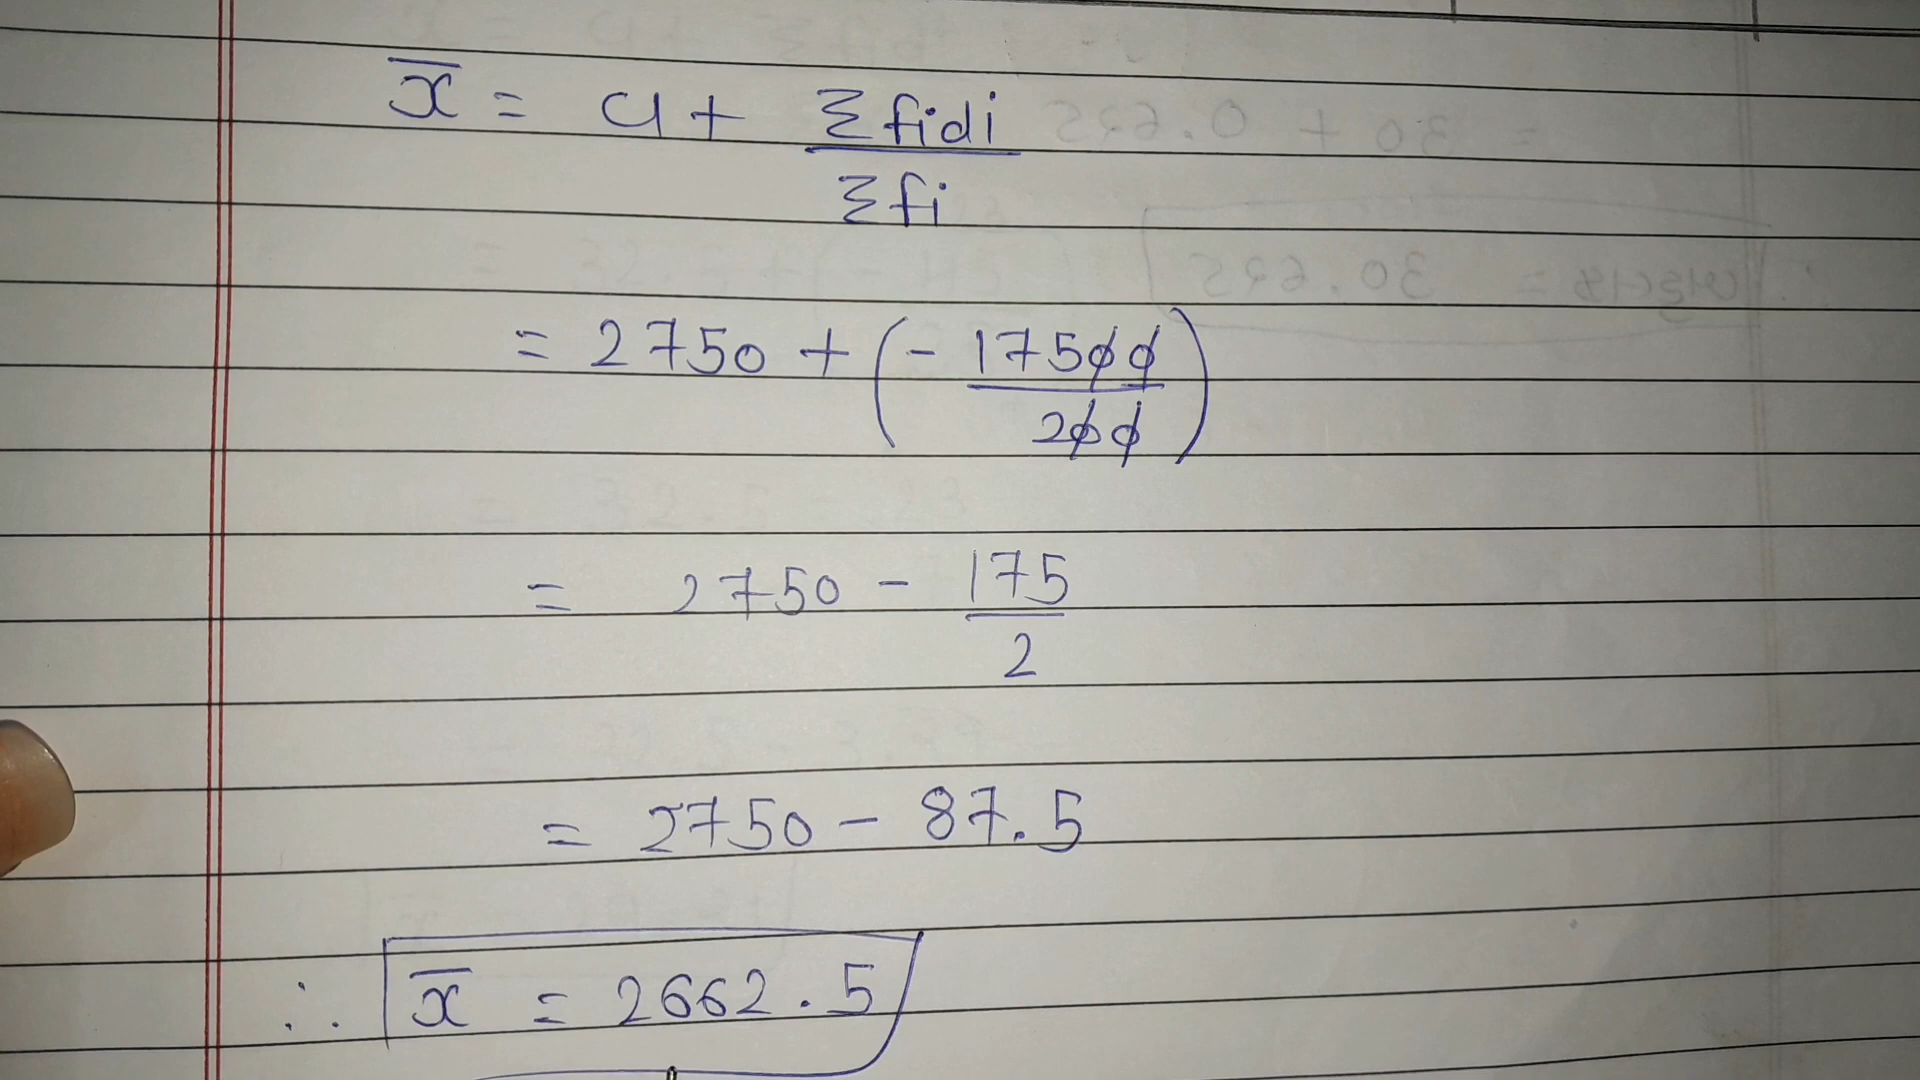 x̄ = a + Σfidi
Σfi
= 2750 + (- 17500
200)
= 2750 - 175
2
= 2750 - 87.5
∴ x̄ = 2662.5